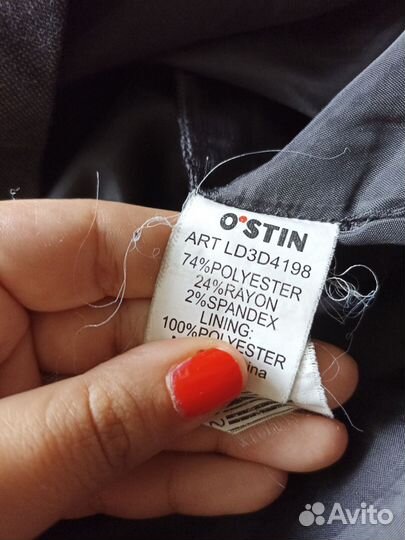 O'STIN
ART LD3D4198
74%POLYESTER
24%RAYON
2%SPANDEX
LINING:
100%POLYESTER
Avito